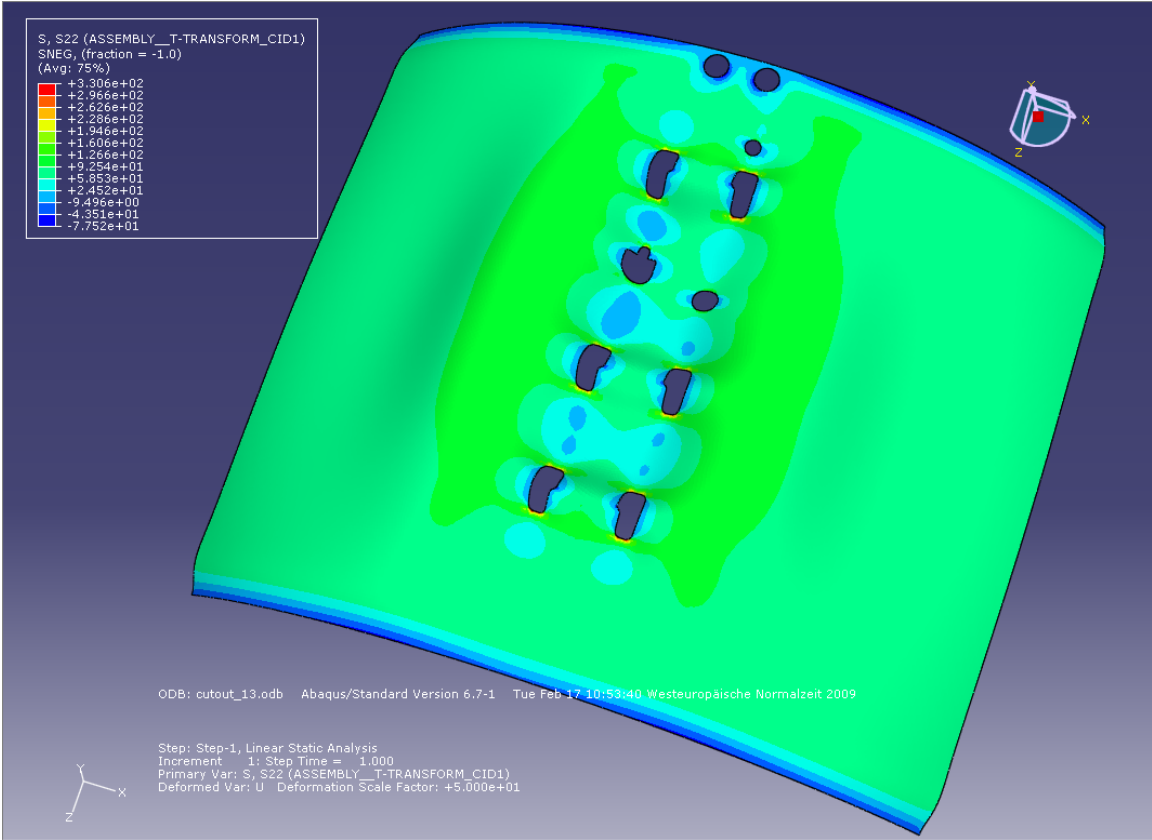 S, S22 (ASSEMBLY__T-TRANSFORM_CID1)
SNEG, (fraction = -1.0)
(Avg: 75%)
+3.306e+02
+2.966e+02
+2.626e+02
+2.286e+02
+1.946e+02
+1.606e+02
+1.266e+02
+9.254e+01
+5.853e+01
+2.452e+01
-9.496e+00
-4.351e+01
-7.752e+01
Y
X
Z
ODB: cutout_13.odb    Abaqus/Standard Version 6.7-1    Tue Feb 17 10:53:40 Westeuropäische Normalzeit 2009
Step: Step-1, Linear Static Analysis
Increment    1: Step Time =    1.000
Primary Var: S, S22 (ASSEMBLY__T-TRANSFORM_CID1)
Deformed Var: U   Deformation Scale Factor: +5.000e+01
Y
X
Z